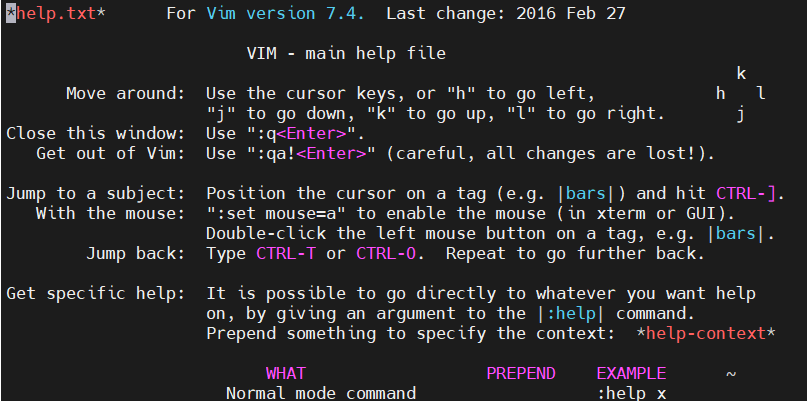 *help.txt*      For Vim version 7.4.  Last change: 2016 Feb 27
VIM - main help file
k
Move around:  Use the cursor keys, or "h" to go left,            h   l
"j" to go down, "k" to go up, "l" to go right.       j
Close this window:  Use ":q<Enter>".
Get out of Vim:  Use ":qa!<Enter>" (careful, all changes are lost!).
Jump to a subject:  Position the cursor on a tag (e.g. |bars|) and hit CTRL-].
With the mouse:  ":set mouse=a" to enable the mouse (in xterm or GUI).
Double-click the left mouse button on a tag, e.g. |bars|.
Jump back:  Type CTRL-T or CTRL-O.  Repeat to go further back.
Get specific help:  It is possible to go directly to whatever you want help
on, by giving an argument to the |:help| command.
Prepend something to specify the context:  *help-context*
WHAT                  PREPEND    EXAMPLE      ~
Normal mode command                  :help x